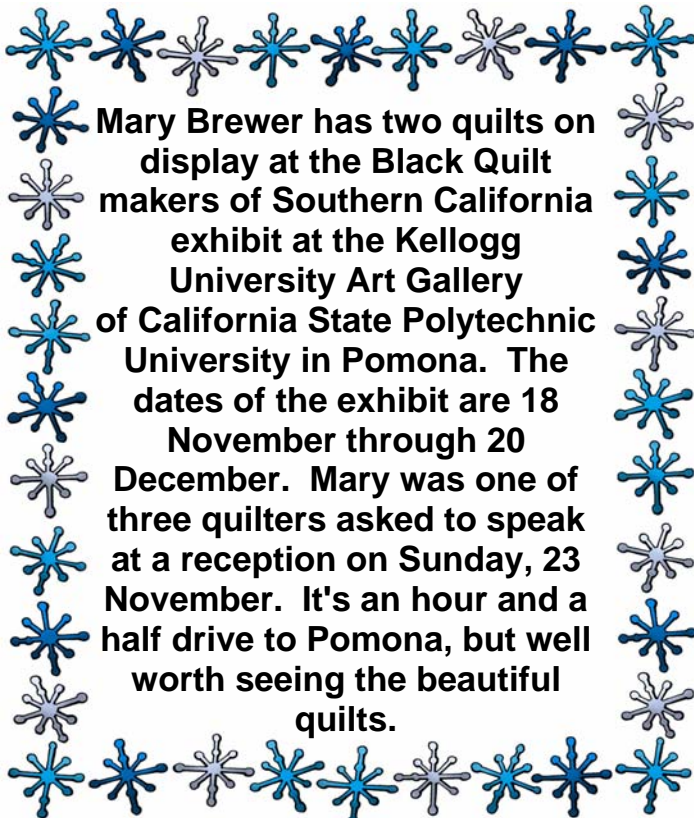 Mary Brewer has two quilts on
display at the Black Quilt
makers of Southern California
exhibit at the Kellogg
University Art Gallery
of California State Polytechnic
University in Pomona.  The
dates of the exhibit are 18
November through 20
December.  Mary was one of
three quilters asked to speak
at a reception on Sunday, 23
November.  It's an hour and a
half drive to Pomona, but well
worth seeing the beautiful
quilts.